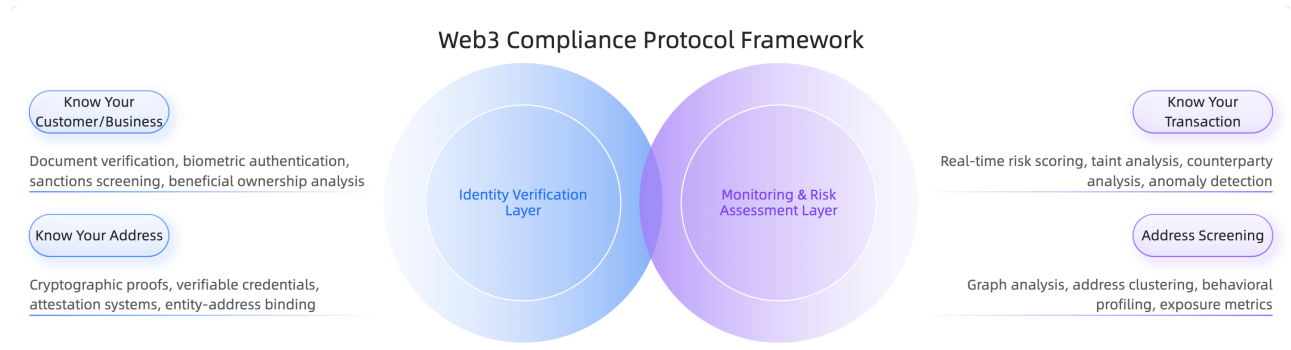 Web3 Compliance Protocol Framework
Know Your
Customer/Business
Document verification, biometric authentication,
sanctions screening, beneficial ownership analysis
Know Your Address
Cryptographic proofs, verifiable credentials,
attestation systems, entity-address binding
Identity Verification
Layer
Monitoring & Risk
Assessment Layer
Know Your
Transaction
Real-time risk scoring, taint analysis, counterparty
analysis, anomaly detection
Address Screening
Graph analysis, address clustering, behavioral
profiling, exposure metrics